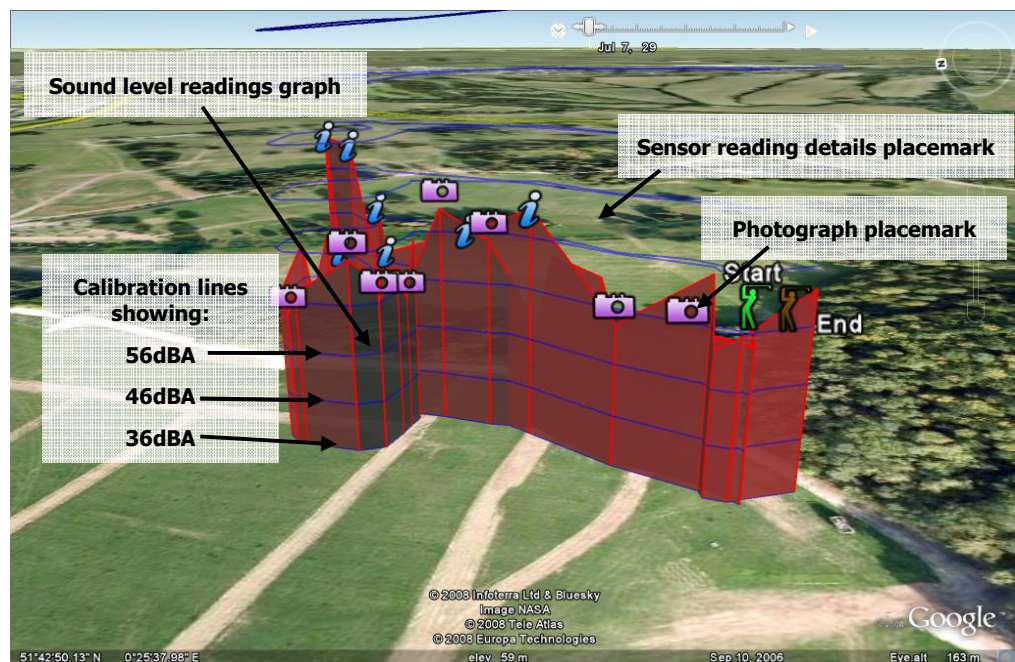 Jul 7, 29
N
Sound level readings graph
Sensor reading details placemark
Photograph placemark
Start
End
Calibration lines
showing:
56dBA
46dBA
36dBA
© 2008 Infoterra Ltd & Bluesky
Image NASA
© 2008 Tele Atlas
© 2008 Europa Technologies
Google
51°42'50.13" N 0°25'37.98" E
elev 59 m
Sep 10, 2006
Eye alt 163 m